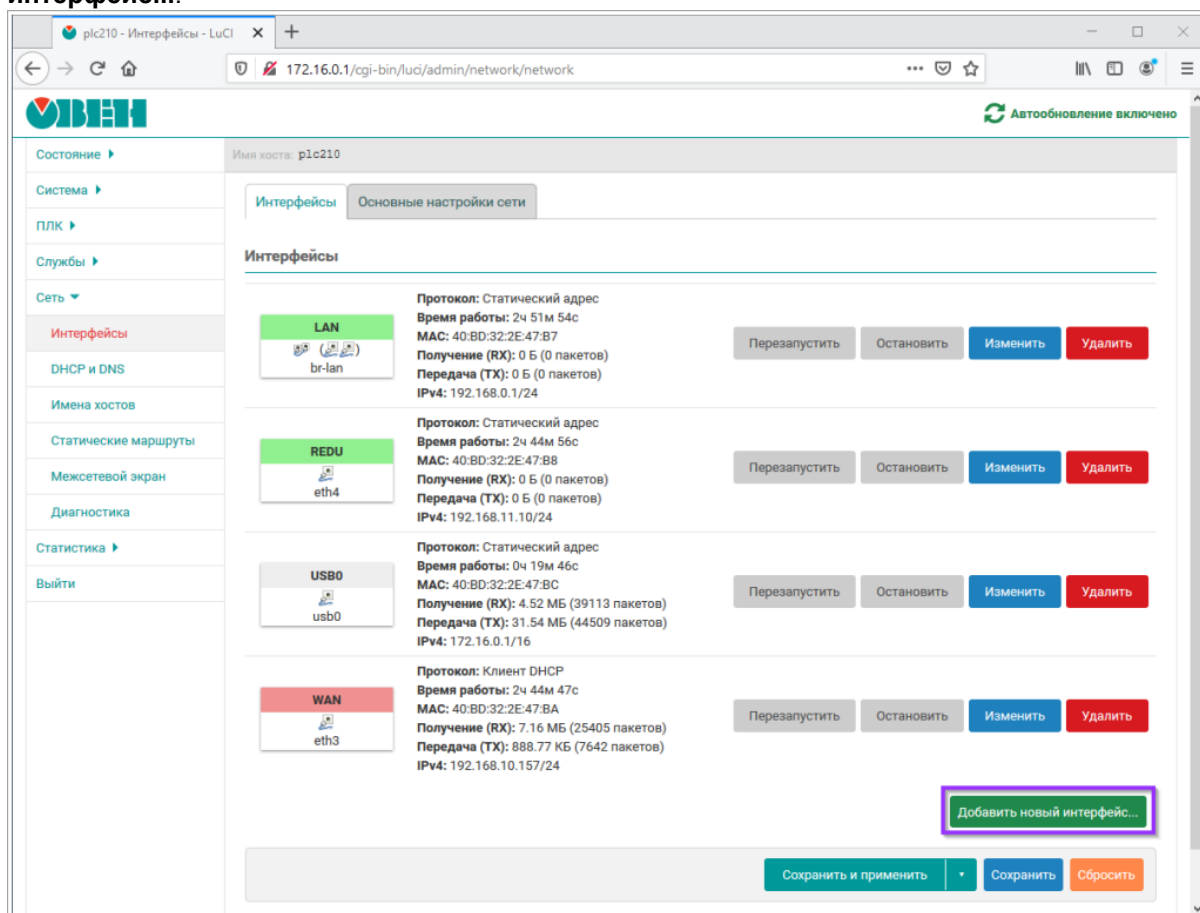 интерфейс...
plc210 - Интерфейсы - LuCI
172.16.0.1/cgi-bin/luci/admin/network/network
ОВЕН
Автообновление включено
Состояние
Система
ПЛК
Службы
Сеть
Интерфейсы
DHCP и DNS
Имена хостов
Статические маршруты
Межсетевой экран
Диагностика
Статистика
Выйти
Имя хоста: plc210
Интерфейсы Основные настройки сети
Интерфейсы
LAN
br-lan
Протокол: Статический адрес
Время работы: 2ч 51м 54с
MAC: 40:BD:32:2E:47:B7
Получение (RX): 0 Б (0 пакетов)
Передача (TX): 0 Б (0 пакетов)
IPv4: 192.168.0.1/24
Перезапустить Остановить Изменить Удалить
REDU
eth4
Протокол: Статический адрес
Время работы: 2ч 44м 56с
MAC: 40:BD:32:2E:47:B8
Получение (RX): 0 Б (0 пакетов)
Передача (TX): 0 Б (0 пакетов)
IPv4: 192.168.11.10/24
Перезапустить Остановить Изменить Удалить
USB0
usb0
Протокол: Статический адрес
Время работы: 0ч 19м 46с
MAC: 40:BD:32:2E:47:BC
Получение (RX): 4.52 МБ (39113 пакетов)
Передача (TX): 31.54 МБ (44509 пакетов)
IPv4: 172.16.0.1/16
Перезапустить Остановить Изменить Удалить
WAN
eth3
Протокол: Клиент DHCP
Время работы: 2ч 44м 47с
MAC: 40:BD:32:2E:47:BA
Получение (RX): 7.16 МБ (25405 пакетов)
Передача (TX): 888.77 КБ (7642 пакетов)
IPv4: 192.168.10.157/24
Перезапустить Остановить Изменить Удалить
Добавить новый интерфейс...
Сохранить и применить Сохранить Сбросить